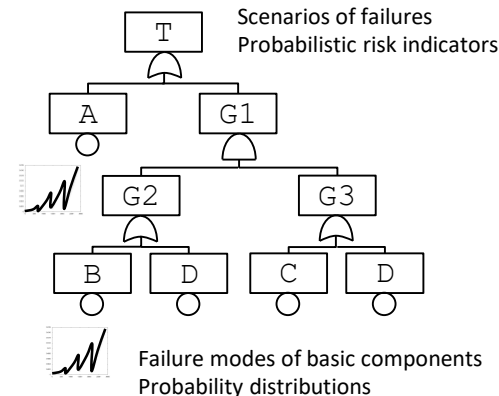 T
Scenarios of failures
Probabilistic risk indicators
A
G1
G2
G3
B
D
C
D
Failure modes of basic components
Probability distributions